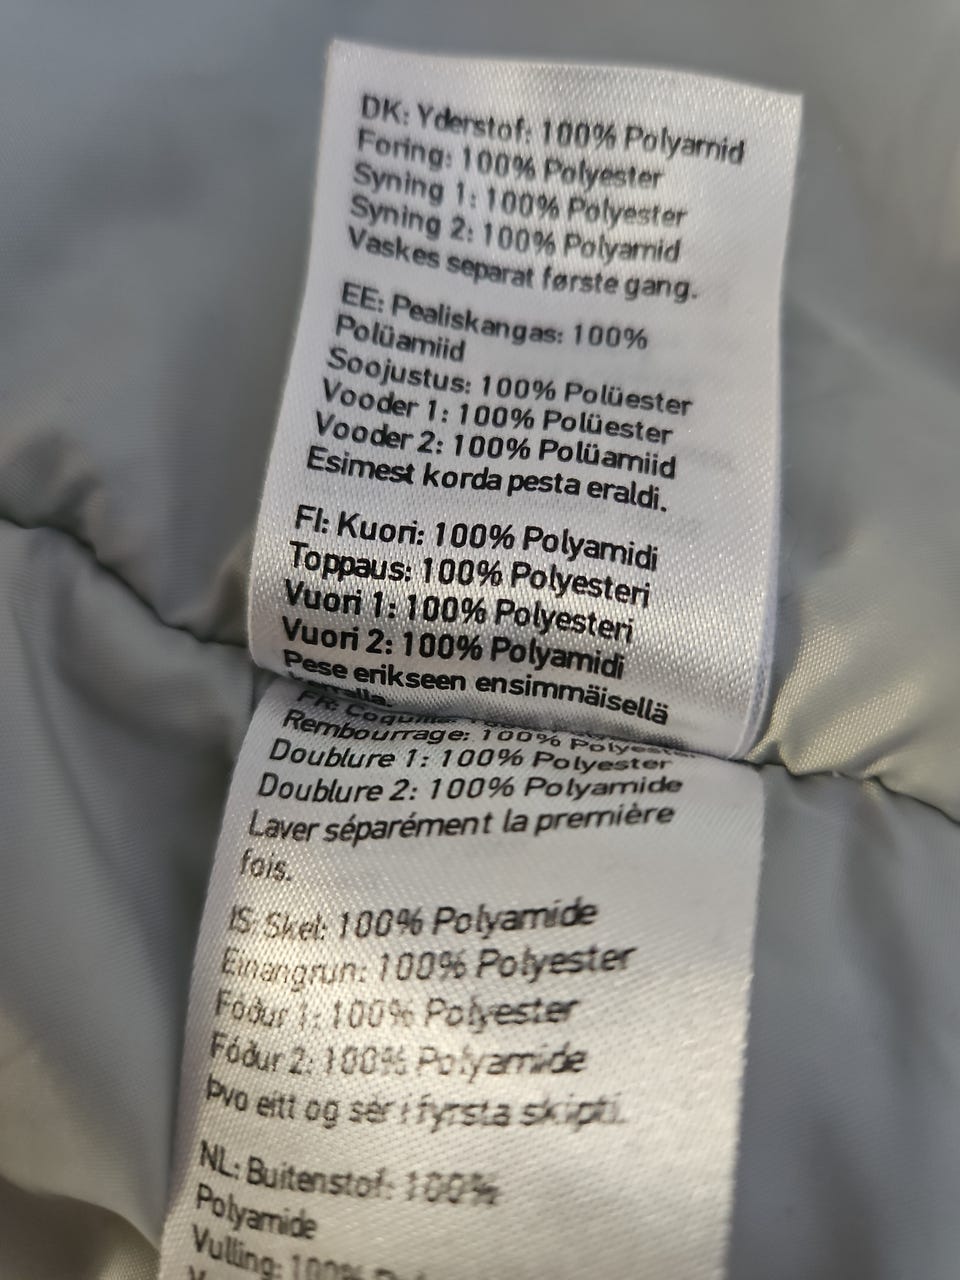 DK: Yderstof: 100% Polyamid
Foring: 100% Polyester
Syning 1: 100% Polyester
Syning 2: 100% Polyamid
Vaskes separat første gang.
EE: Pealiskangas: 100%
Polüamiid
Soojustus: 100% Polüester
Vooder 1: 100% Polüester
Vooder 2: 100% Polüamiid
Esimest korda pesta eraldi.
FI: Kuori: 100% Polyamidi
Toppaus: 100% Polyesteri
Vuori 1: 100% Polyesteri
Vuori 2: 100% Polyamidi
Pese erikseen ensimmäisellä
FR:
Rembourrage: 100% Polyester
Doublure 1: 100% Polyester
Doublure 2: 100% Polyamide
Laver séparément la première
fois.
IS: Skel: 100% Polyamide
Einangrun: 100% Polyester
Fóður 1: 100% Polyester
Fóður 2: 100% Polyamide
Þvo eitt og sér í fyrsta skipti.
NL: Buitenstof: 100%
Polyamide
Vulling: 100%